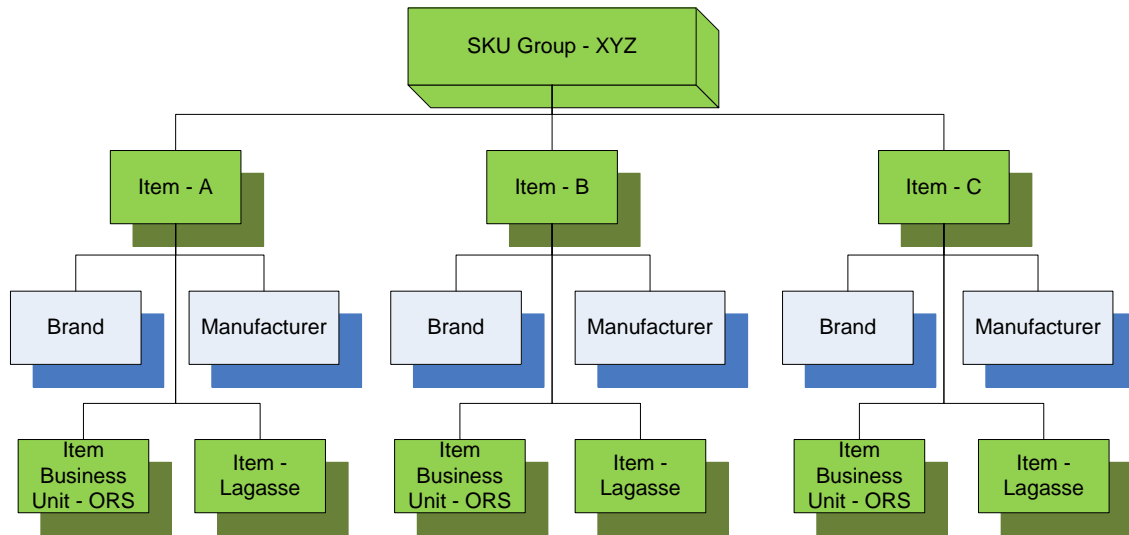 SKU Group - XYZ
Item - A
Item - B
Item - C
Brand
Manufacturer
Brand
Manufacturer
Brand
Manufacturer
Item
Business
Unit - ORS
Item -
Lagasse
Item
Business
Unit - ORS
Item -
Lagasse
Item
Business
Unit - ORS
Item -
Lagasse